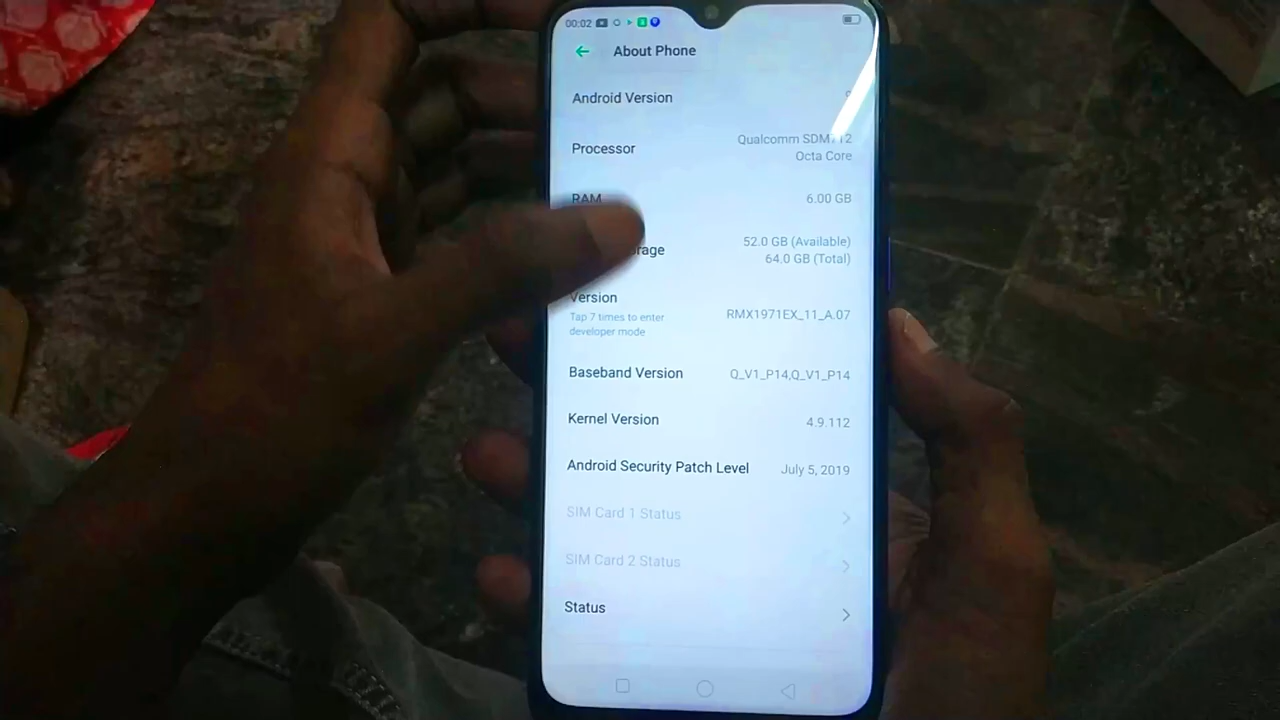 00:02
About Phone
Android Version
Processor
Qualcomm SDM712
Octa Core
RAM
6.00 GB
52.0 GB (Available)
64.0 GB (Total)
Version
Tap 7 times to enter
developer mode
RMX1971EX_11_A.07
Baseband Version
Q_V1_P14,Q_V1_P14
Kernel Version
4.9.112
Android Security Patch Level
July 5, 2019
SIM Card 1 Status
SIM Card 2 Status
Status